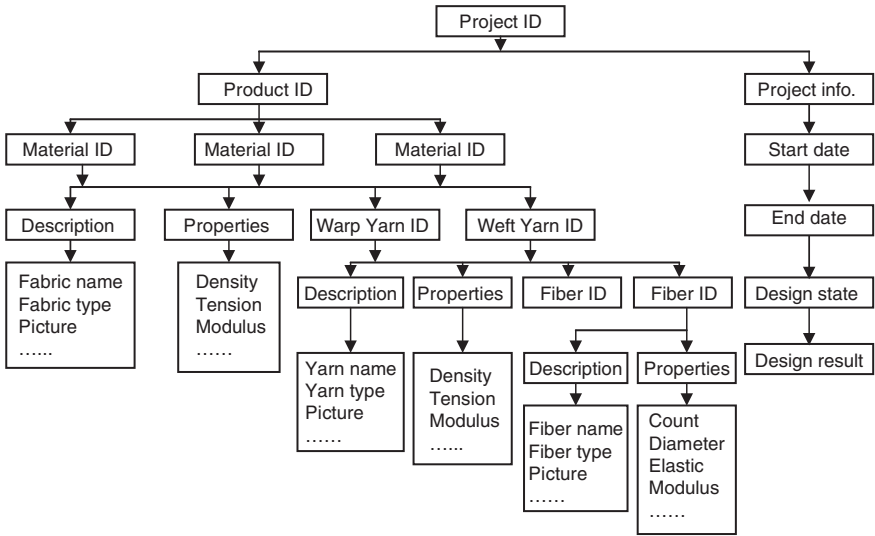 Project ID
Product ID
Project info.
Material ID
Material ID
Material ID
Start date
Description
Properties
Warp Yarn ID
Weft Yarn ID
End date
Fabric name
Fabric type
Picture
......
Density
Tension
Modulus
......
Description
Properties
Fiber ID
Fiber ID
Design state
Yarn name
Yarn type
Picture
......
Density
Tension
Modulus
......
Description
Properties
Design result
Fiber name
Fiber type
Picture
......
Count
Diameter
Elastic
Modulus
......